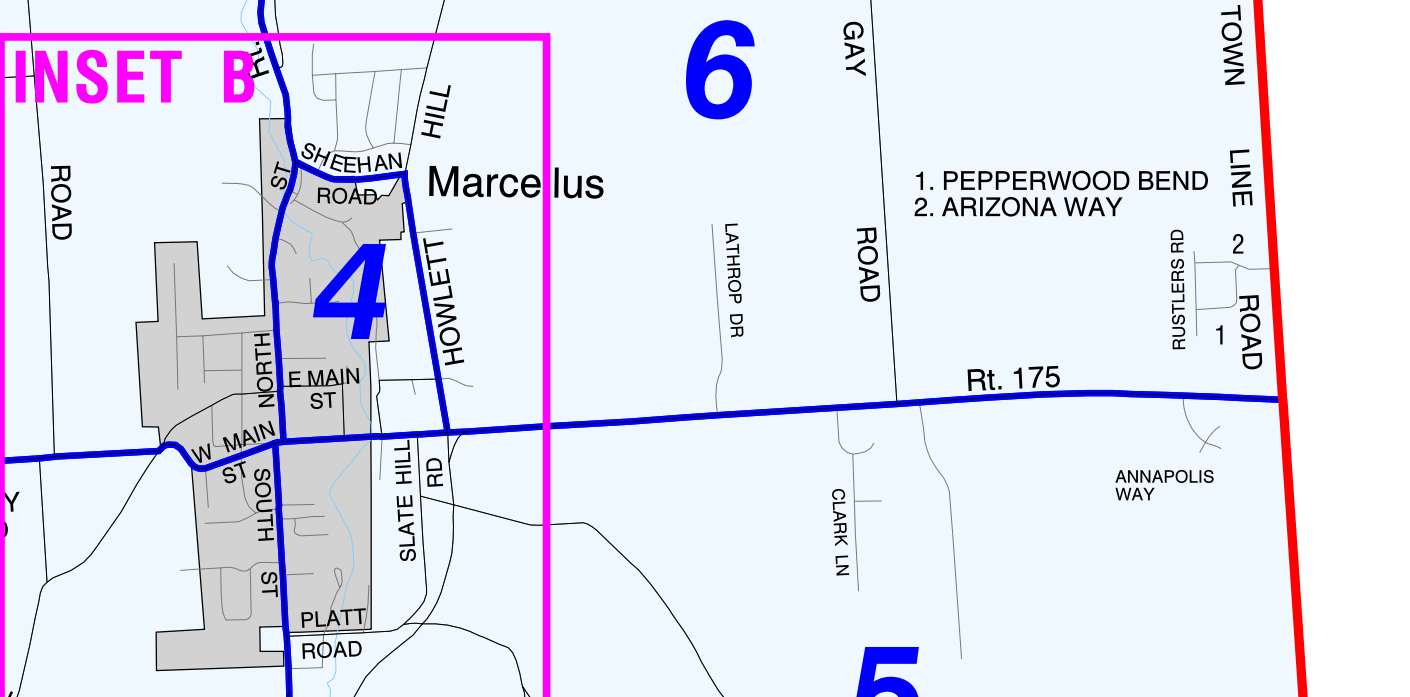 INSET B
Rt.
6
GAY
ROAD
TOWN
LINE
ROAD
HILL
ROAD
ST
SHEEHAN
ROAD
Marcellus
1. PEPPERWOOD BEND
2. ARIZONA WAY
4
HOWLETT
LATHROP DR
RUSTLERS RD
2
1
NORTH
E MAIN
ST
Rt. 175
W MAIN
ST
SOUTH
ST
SLATE HILL
RD
CLARK LN
ANNAPOLIS
WAY
Y
PLATT
ROAD
5